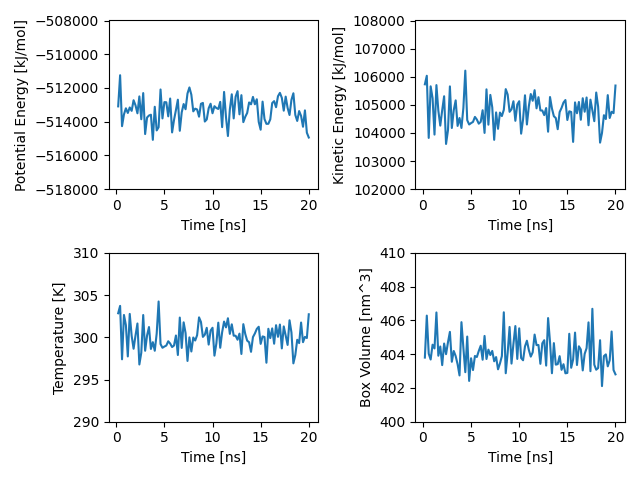 Potential Energy [kJ/mol]
−508000
−510000
−512000
−514000
−516000
−518000
0 5 10 15 20
Time [ns]
Kinetic Energy [kJ/mol]
108000
107000
106000
105000
104000
103000
102000
0 5 10 15 20
Time [ns]
Temperature [K]
310
305
300
295
290
0 5 10 15 20
Time [ns]
Box Volume [nm^3]
410
408
406
404
402
400
0 5 10 15 20
Time [ns]